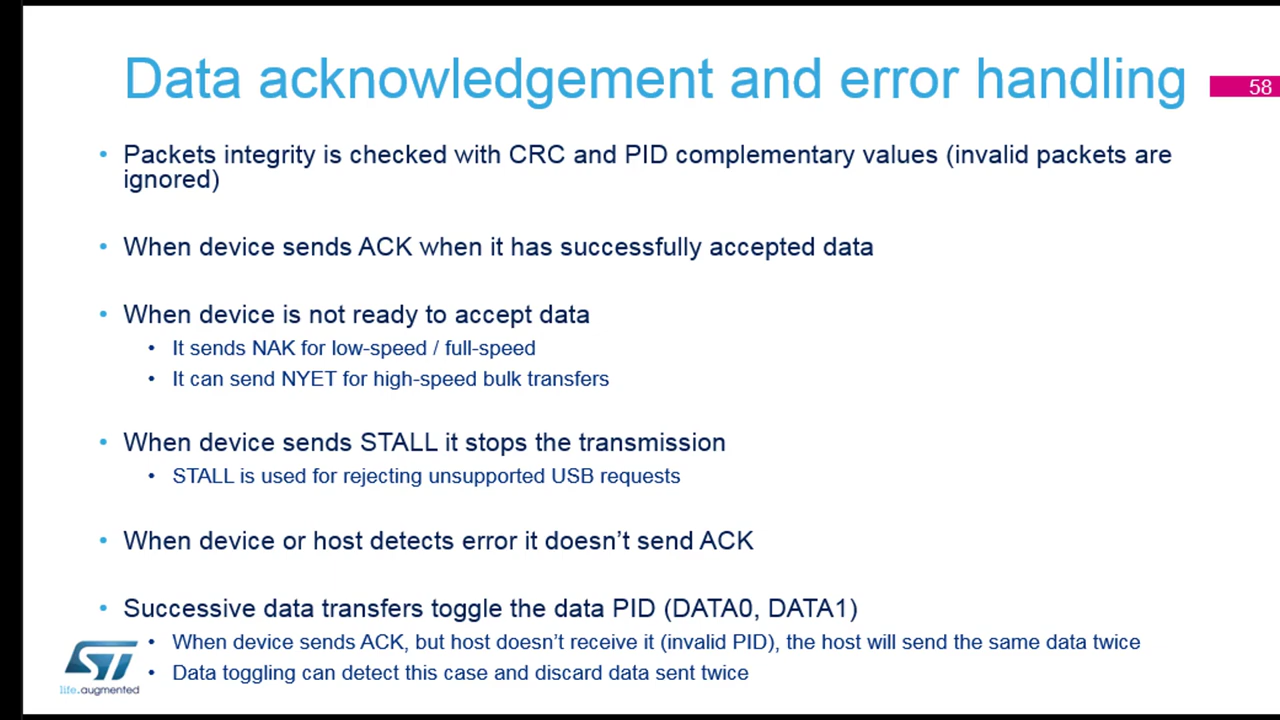 Data acknowledgement and error handling
58
• Packets integrity is checked with CRC and PID complementary values (invalid packets are
ignored)
• When device sends ACK when it has successfully accepted data
• When device is not ready to accept data
• It sends NAK for low-speed / full-speed
• It can send NYET for high-speed bulk transfers
• When device sends STALL it stops the transmission
• STALL is used for rejecting unsupported USB requests
• When device or host detects error it doesn’t send ACK
• Successive data transfers toggle the data PID (DATA0, DATA1)
• When device sends ACK, but host doesn’t receive it (invalid PID), the host will send the same data twice
• Data toggling can detect this case and discard data sent twice
ST
life.augmented